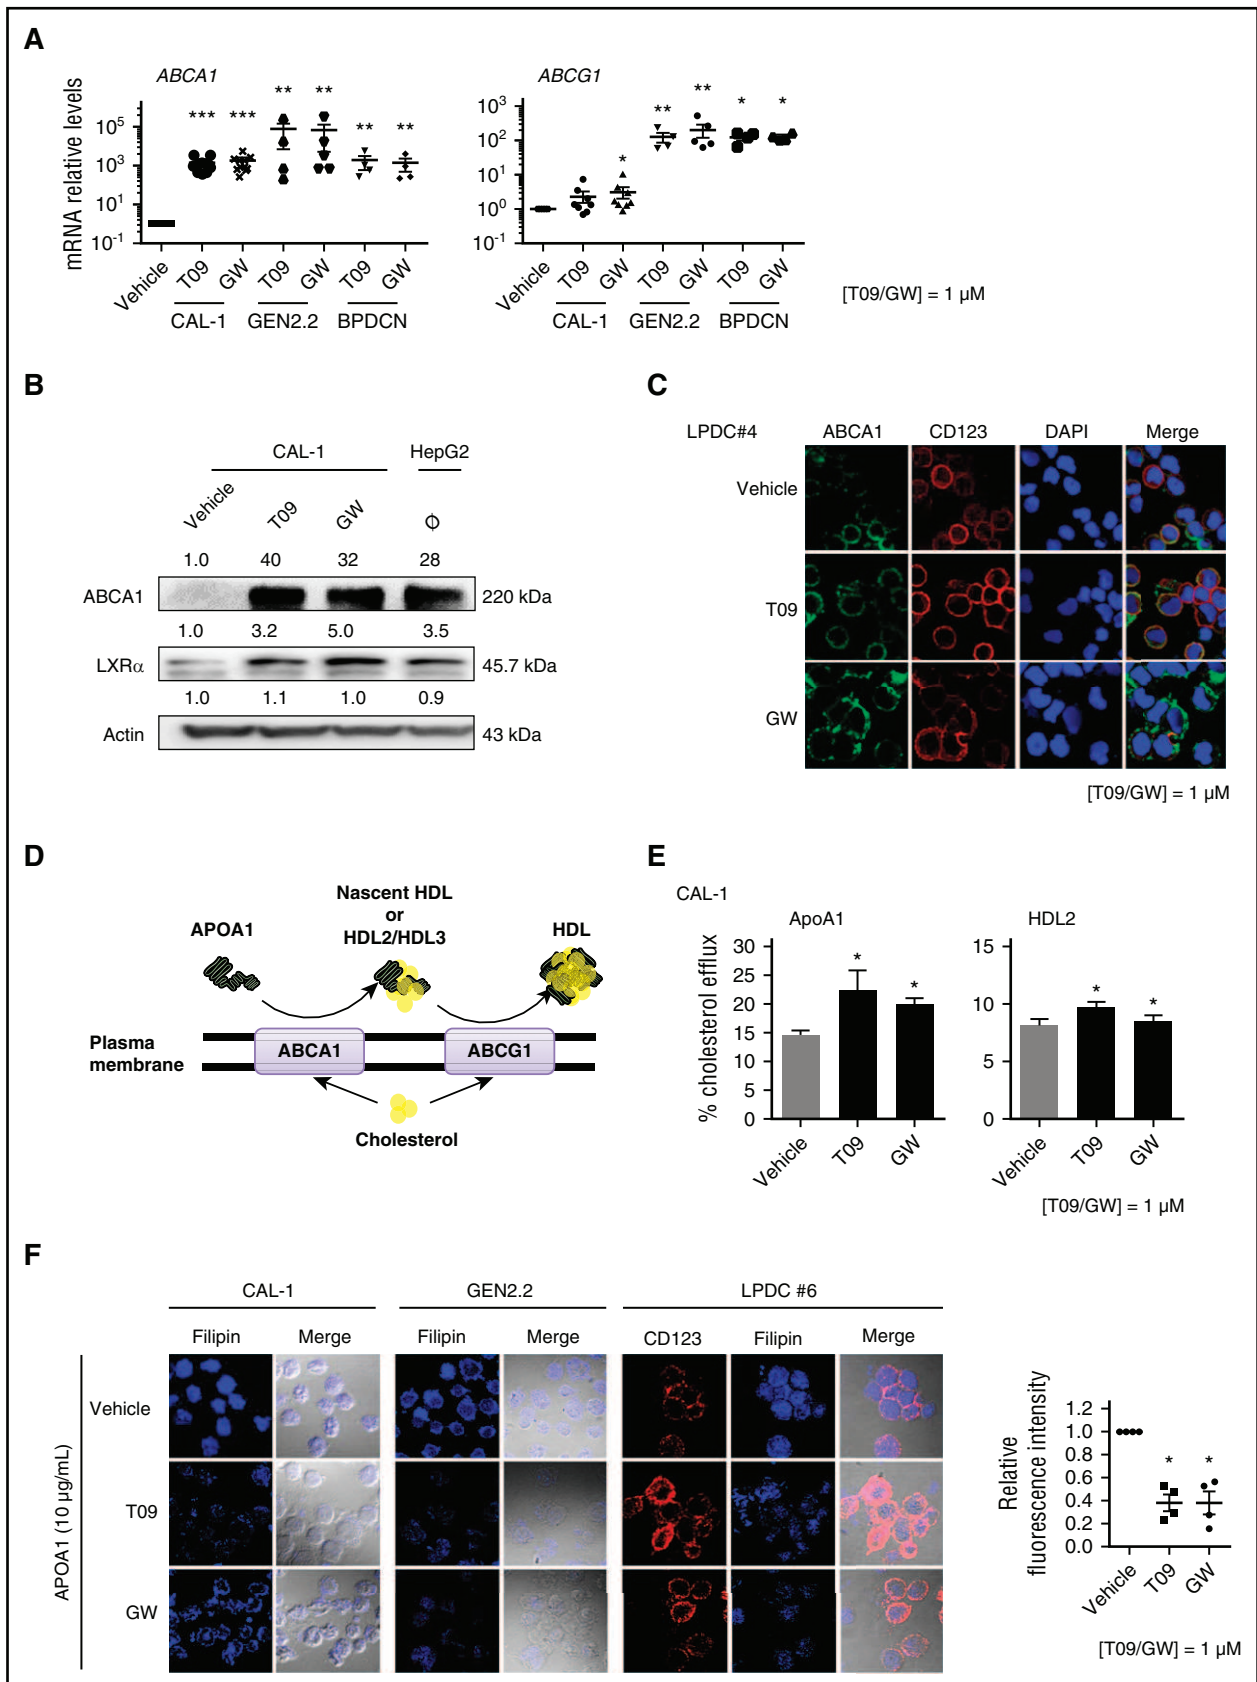 A
ABCA1
mRNA relative levels
*** *** ** ** ** **
10^5
10^3
10^1
10^-1
Vehicle T09 GW T09 GW T09 GW
CAL-1 GEN2.2 BPDCN
ABCG1
* ** ** * *
10^3
10^2
10^1
10^0
10^-1
Vehicle T09 GW T09 GW T09 GW
CAL-1 GEN2.2 BPDCN
[T09/GW] = 1 µM
B
CAL-1 HepG2
Vehicle T09 GW Φ
1.0 40 32 28
ABCA1 220 kDa
1.0 3.2 5.0 3.5
LXRα 45.7 kDa
1.0 1.1 1.0 0.9
Actin 43 kDa
C
LPDC#4 ABCA1 CD123 DAPI Merge
Vehicle
T09
GW
[T09/GW] = 1 µM
D
Nascent HDL
or
HDL2/HDL3
APOA1 HDL
Plasma
membrane
ABCA1 ABCG1
Cholesterol
E
CAL-1
ApoA1
% cholesterol efflux
30
25
20
15
10
5
0
* *
Vehicle T09 GW
HDL2
15
10
5
0
* *
Vehicle T09 GW
[T09/GW] = 1 µM
F
CAL-1 GEN2.2 LPDC #6
Filipin Merge Filipin Merge CD123 Filipin Merge
APOA1 (10 µg/mL)
Vehicle
T09
GW
Relative
fluorescence intensity
1.2
1.0
0.8
0.6
0.4
0.2
0.0
* *
Vehicle T09 GW
[T09/GW] = 1 µM